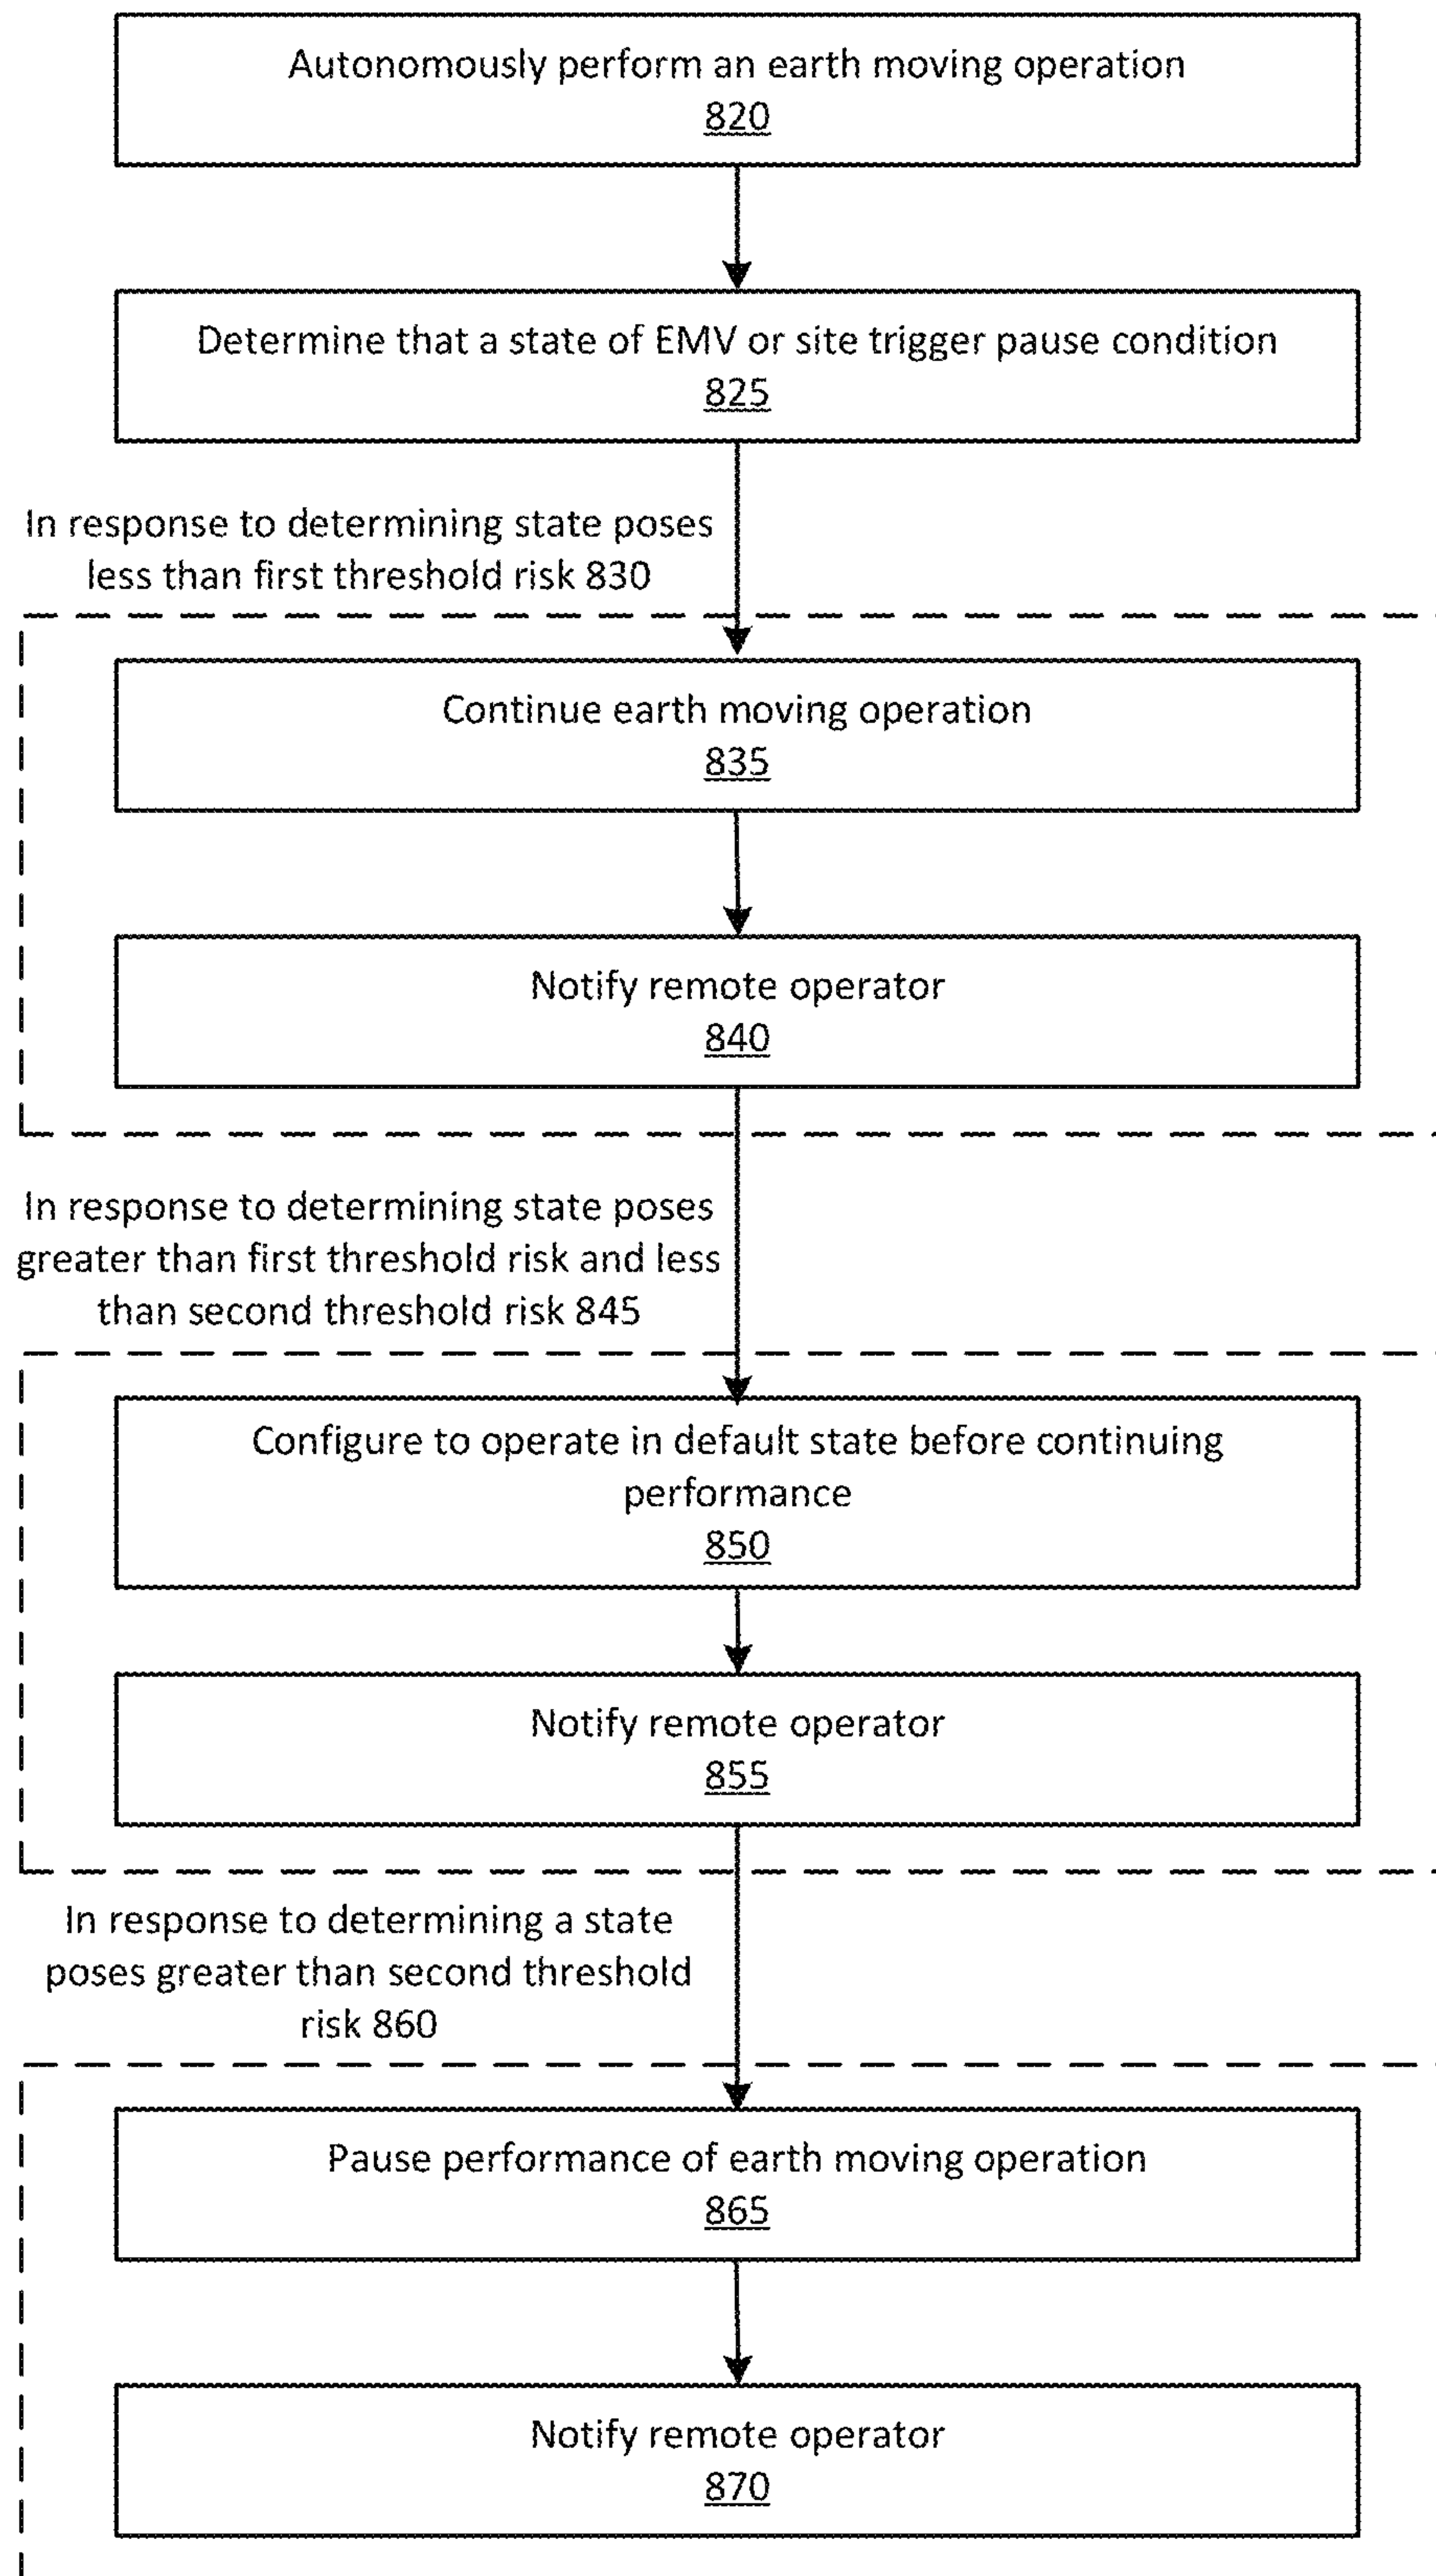 Autonomously perform an earth moving operation
820
Determine that a state of EMV or site trigger pause condition
825
In response to determining state poses
less than first threshold risk 830
Continue earth moving operation
835
Notify remote operator
840
In response to determining state poses
greater than first threshold risk and less
than second threshold risk 845
Configure to operate in default state before continuing
performance
850
Notify remote operator
855
In response to determining a state
poses greater than second threshold
risk 860
Pause performance of earth moving operation
865
Notify remote operator
870